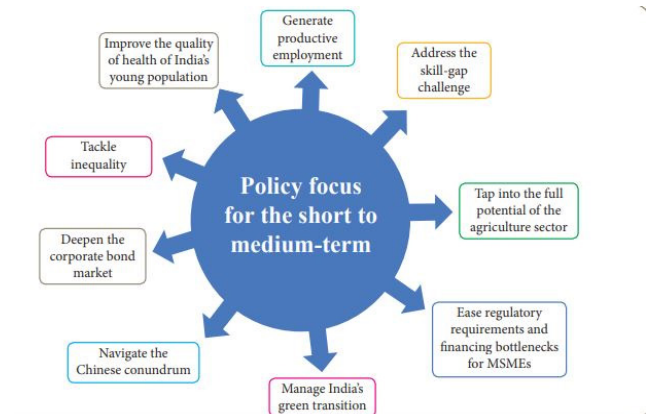 Generate
productive
employment
Address the
skill-gap
challenge
Tap into the full
potential of the
agriculture sector
Ease regulatory
requirements and
financing bottlenecks
for MSMEs
Manage India's
green transition
Navigate the
Chinese conundrum
Deepen the
corporate bond
market
Tackle
inequality
Improve the quality
of health of India's
young population
Policy focus
for the short to
medium-term